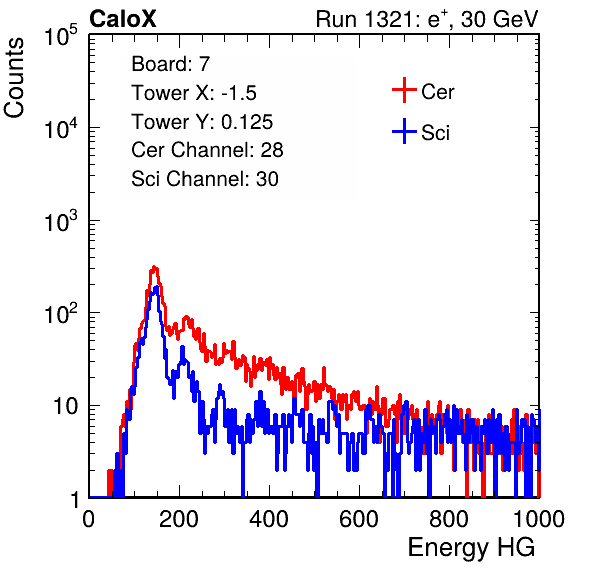 CaloX Run 1321: e⁺, 30 GeV
Counts
10⁵
10⁴
10³
10²
10
1
Board: 7
Tower X: -1.5
Tower Y: 0.125
Cer Channel: 28
Sci Channel: 30
Cer
Sci
0 200 400 600 800 1000
Energy HG